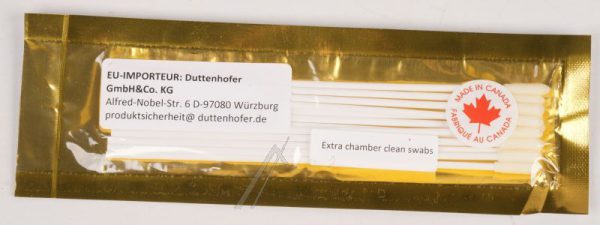 EU-IMPORTEUR: Duttenhofer
GmbH&Co. KG
Alfred-Nobel-Str. 6 D-97080 Würzburg
produktsicherheit@ duttenhofer.de
MADE IN CANADA
FABRIQUÉ AU CANADA
Extra chamber clean swabs